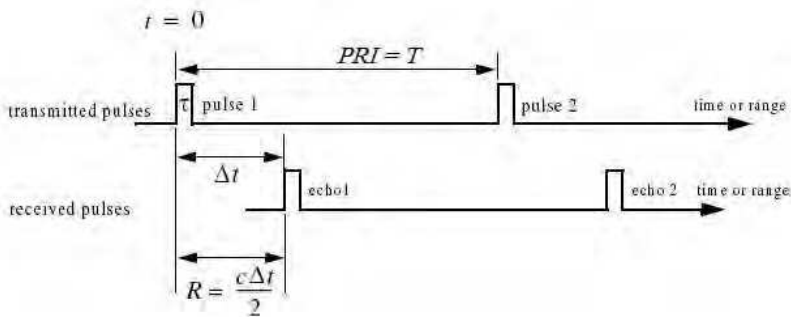 t = 0
PRI = T
transmitted pulses
τ
pulse 1
pulse 2
time or range
Δt
received pulses
echo1
echo 2
time or range
R = cΔt/2